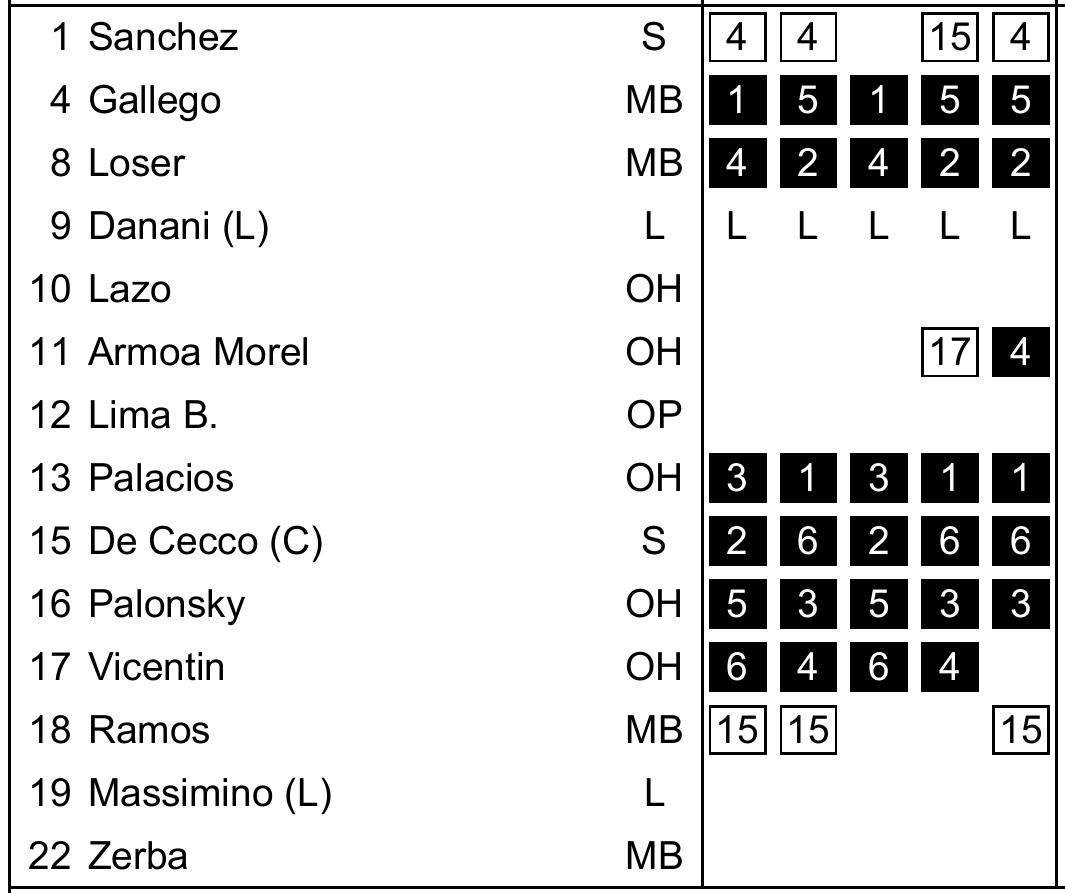 1 Sanchez S 4 4 15 4
4 Gallego MB 1 5 1 5 5
8 Loser MB 4 2 4 2 2
9 Danani (L) L L L L L L
10 Lazo OH
11 Armoa Morel OH 17 4
12 Lima B. OP
13 Palacios OH 3 1 3 1 1
15 De Cecco (C) S 2 6 2 6 6
16 Palonsky OH 5 3 5 3 3
17 Vicentin OH 6 4 6 4
18 Ramos MB 15 15 15
19 Massimino (L) L
22 Zerba MB